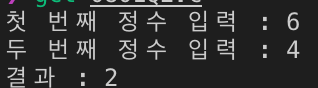 첫 번째 정수 입력 : 6
두 번째 정수 입력 : 4
결과 : 2